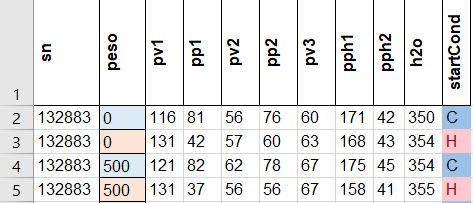 sn peso pv1 pp1 pv2 pp2 pv3 pph1 pph2 h2o startCond
1
2 132883 0 116 81 56 76 60 171 42 350 C
3 132883 0 131 42 57 60 63 168 43 354 H
4 132883 500 121 82 62 78 67 175 45 354 C
5 132883 500 131 37 56 56 67 158 41 355 H